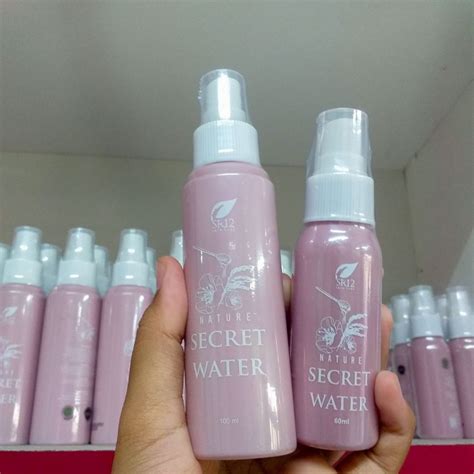 SR12
NATURE
SECRET
WATER
100 ml
SR12
NATURE
SECRET
WATER
60ml